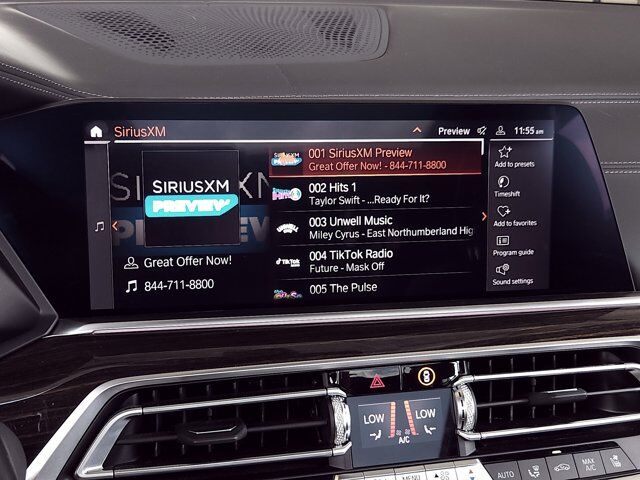 SiriusXM
Preview
11:55 am
SIRIUSXM
PREVIEW
Great Offer Now!
844-711-8800
001 SiriusXM Preview
Great Offer Now! - 844-711-8800
002 Hits 1
Taylor Swift - ...Ready For It?
003 Unwell Music
Miley Cyrus - East Northumberland Hig
004 TikTok Radio
Future - Mask Off
TikTok
005 The Pulse
Add to presets
Timeshift
Add to favorites
Program guide
Sound settings
LOW
LOW
A/C
AUTO
MAX
A/C